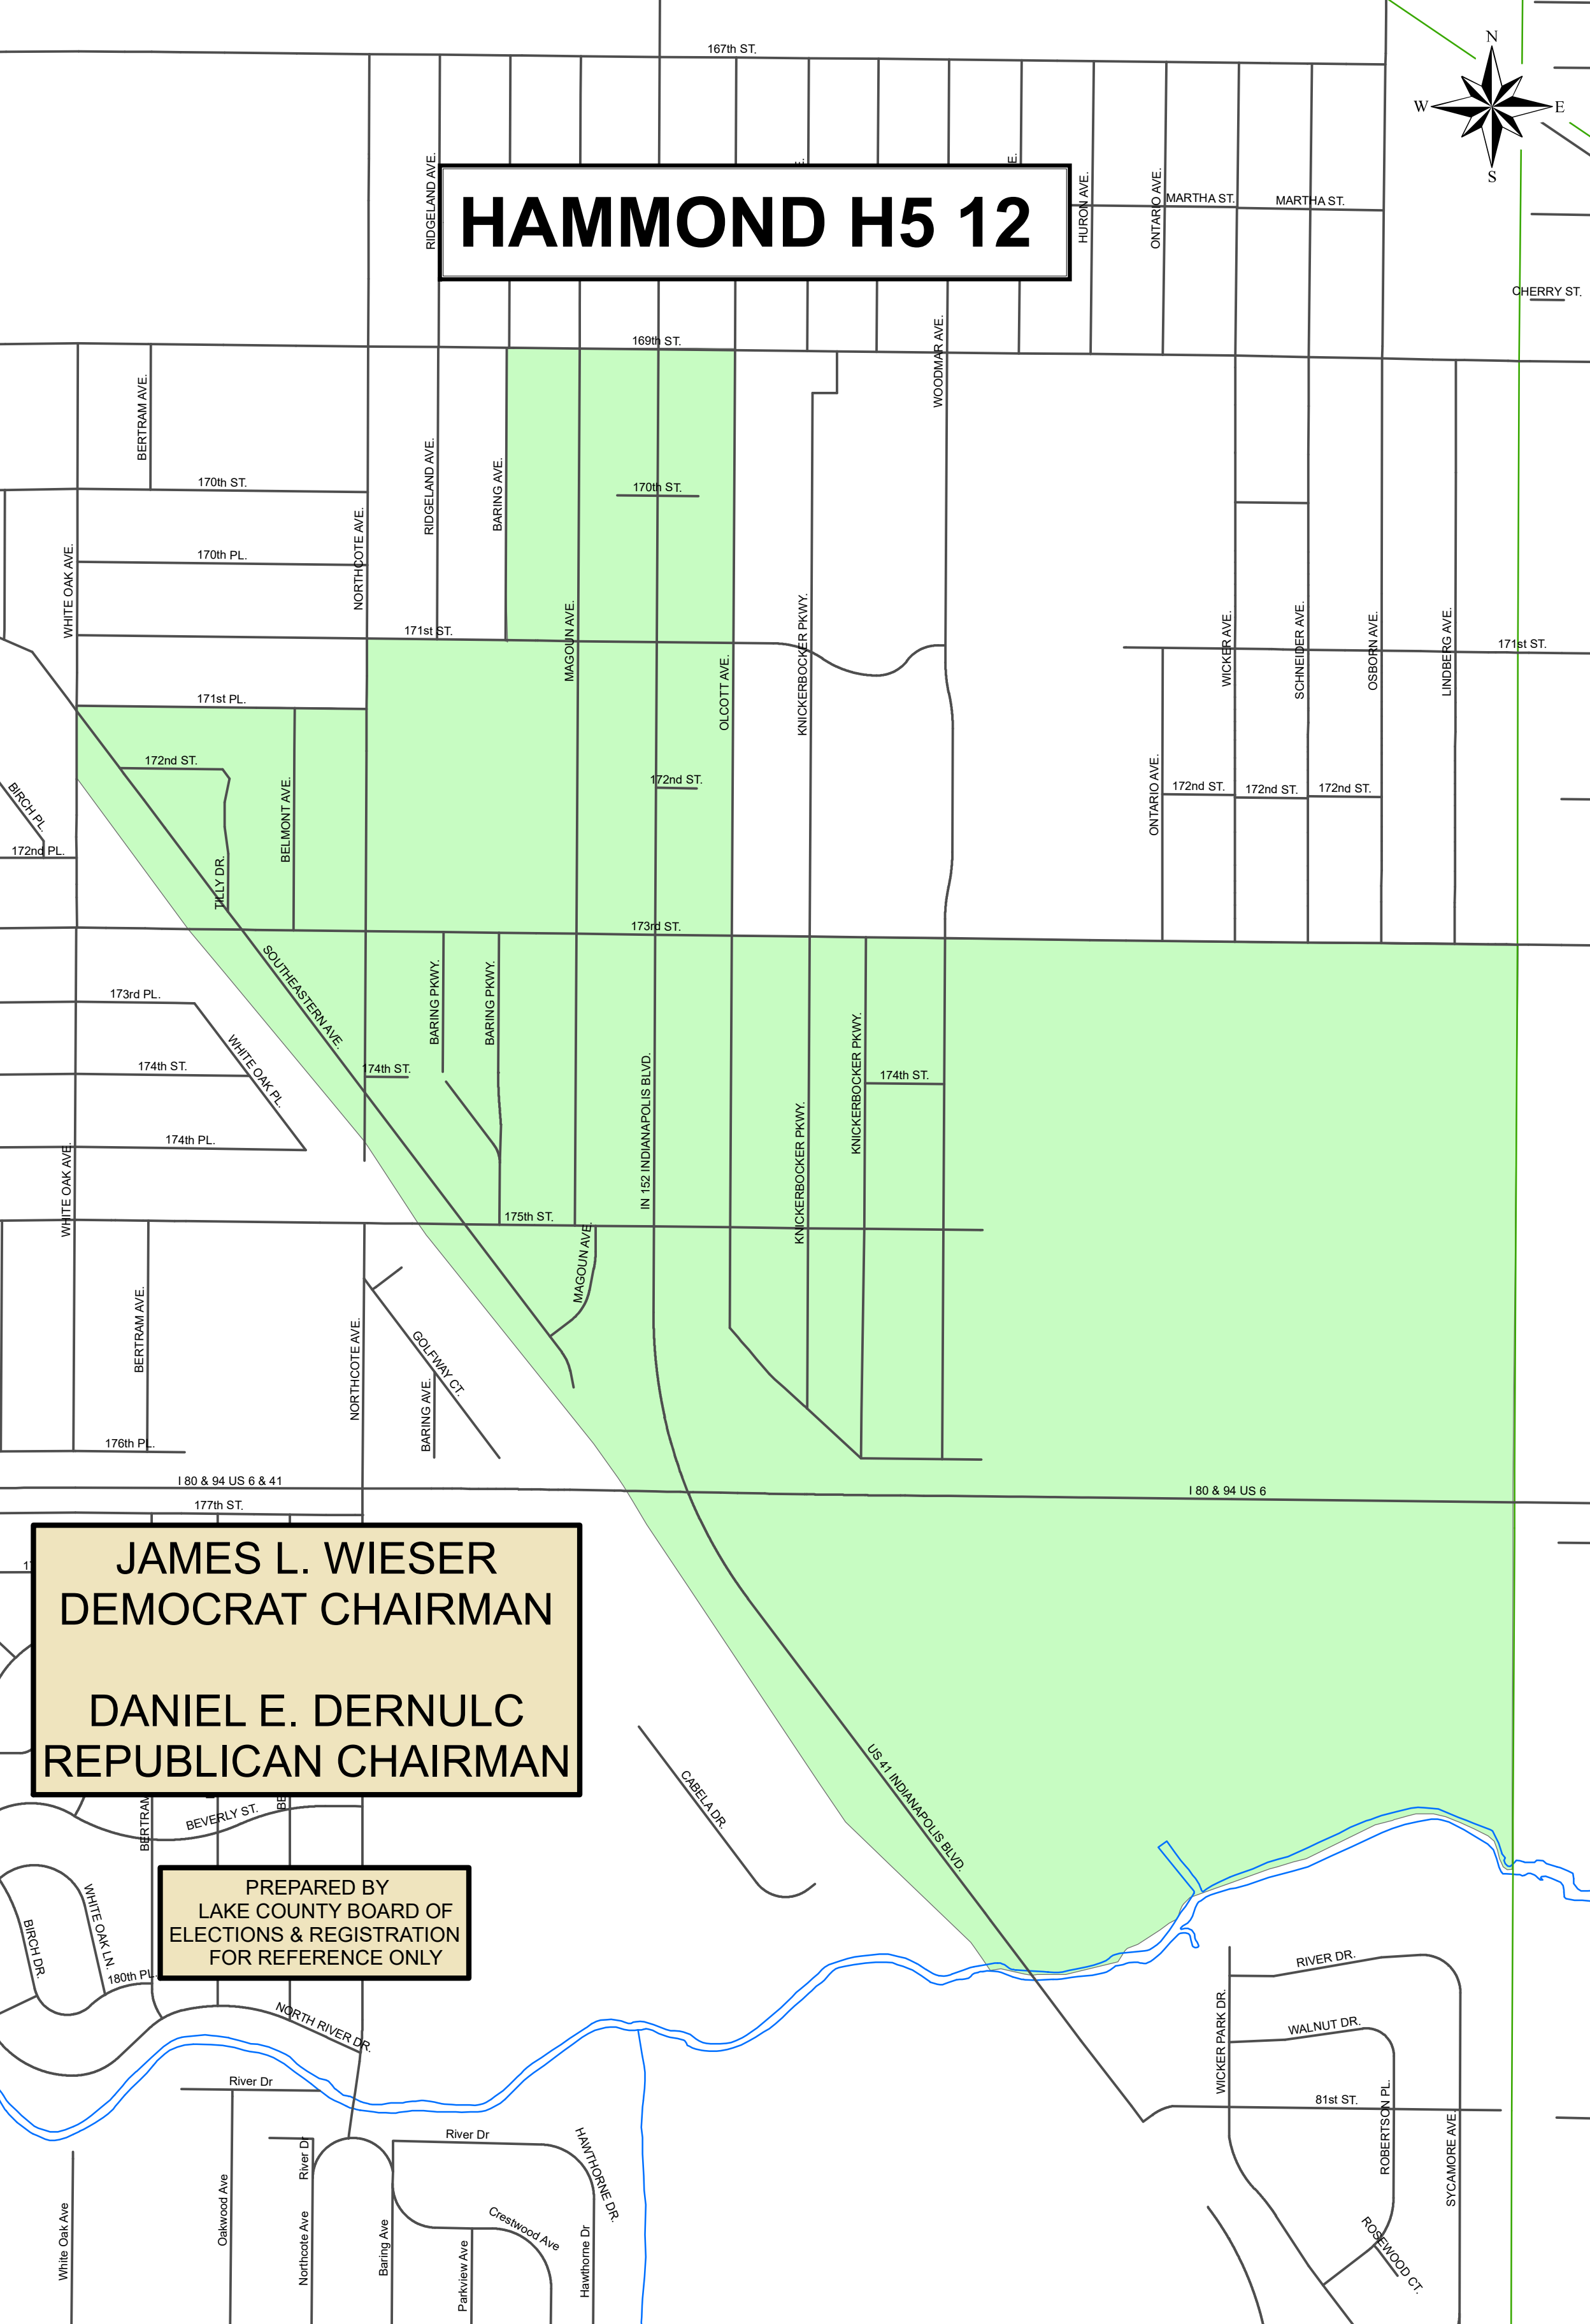 167th ST.
N
W
E
S
RIDGELAND AVE.
E.
E.
HURON AVE.
ONTARIO AVE.
MARTHA ST.
MARTHA ST.
HAMMOND H5 12
CHERRY ST.
169th ST.
WOODMAR AVE.
BERTRAM AVE.
RIDGELAND AVE.
BARING AVE.
170th ST.
170th ST.
NORTHCOTE AVE.
WHITE OAK AVE.
170th PL.
MAGOUN AVE.
KNICKERBOCKER PKWY.
WICKER AVE.
SCHNEIDER AVE.
OSBORN AVE.
LINDBERG AVE.
171st ST.
171st ST.
OLCOTT AVE.
171st PL.
172nd ST.
172nd ST.
BIRCH PL.
BELMONT AVE.
ONTARIO AVE.
172nd ST.
172nd ST.
172nd ST.
172nd PL.
TILLY DR.
173rd ST.
SOUTHEASTERN AVE.
BARING PKWY.
BARING PKWY.
173rd PL.
WHITE OAK PL.
KNICKERBOCKER PKWY.
174th ST.
174th ST.
174th ST.
IN 152 INDIANAPOLIS BLVD.
174th PL.
WHITE OAK AVE.
KNICKERBOCKER PKWY.
175th ST.
MAGOUN AVE.
BERTRAM AVE.
NORTHCOTE AVE.
GOLFWAY CT.
BARING AVE.
176th PL.
I 80 & 94 US 6 & 41
I 80 & 94 US 6
177th ST.
17
JAMES L. WIESER
DEMOCRAT CHAIRMAN
DANIEL E. DERNULC
REPUBLICAN CHAIRMAN
US 41 INDIANAPOLIS BLVD.
CABELA DR.
BERTRAM
BE
BEVERLY ST.
PREPARED BY
LAKE COUNTY BOARD OF
ELECTIONS & REGISTRATION
FOR REFERENCE ONLY
WHITE OAK LN.
BIRCH DR.
180th PL.
NORTH RIVER DR.
RIVER DR.
WICKER PARK DR.
WALNUT DR.
River Dr
81st ST.
ROBERTSON PL.
SYCAMORE AVE.
River Dr
River Dr
HAWTHORNE DR.
White Oak Ave
Oakwood Ave
Northcote Ave
Baring Ave
Crestwood Ave
Parkview Ave
Hawthorne Dr
ROSEWOOD CT.